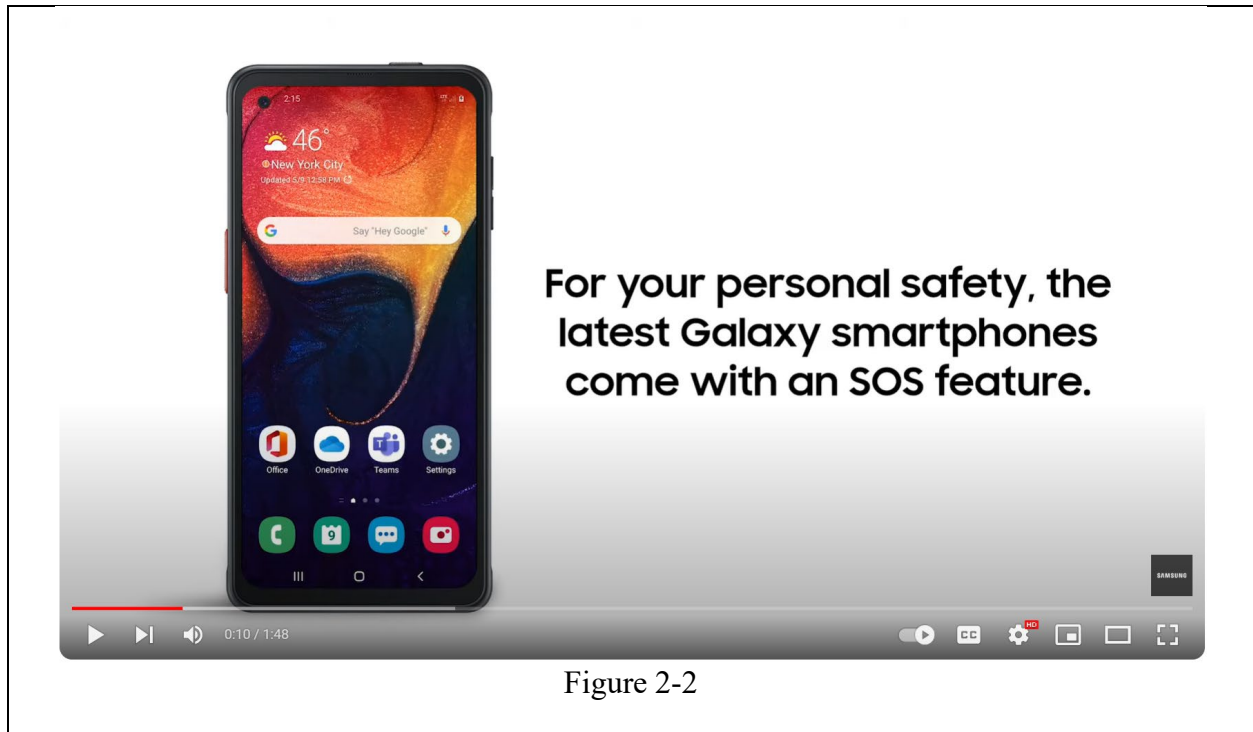 2:15
46°
New York City
Updated 5/9 12:58 PM
Say "Hey Google"
For your personal safety, the
latest Galaxy smartphones
come with an SOS feature.
Office OneDrive Teams Settings
9
SAMSUNG
0:10 / 1:48
CC
HD
Figure 2-2